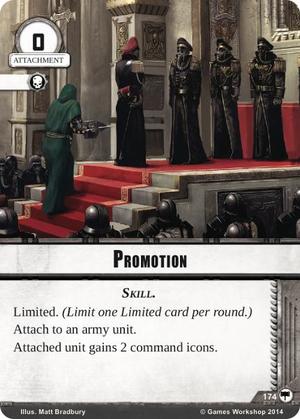 0
ATTACHMENT
PROMOTION
SKILL.
Limited. (Limit one Limited card per round.)
Attach to an army unit.
Attached unit gains 2 command icons.
174
Illus. Matt Bradbury
© Games Workshop 2014